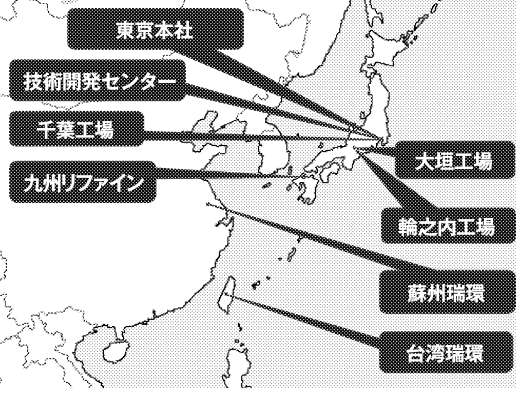 東京本社
技術開発センター
千葉工場
九州リファイン
大垣工場
輪之内工場
蘇州瑞環
台湾瑞環